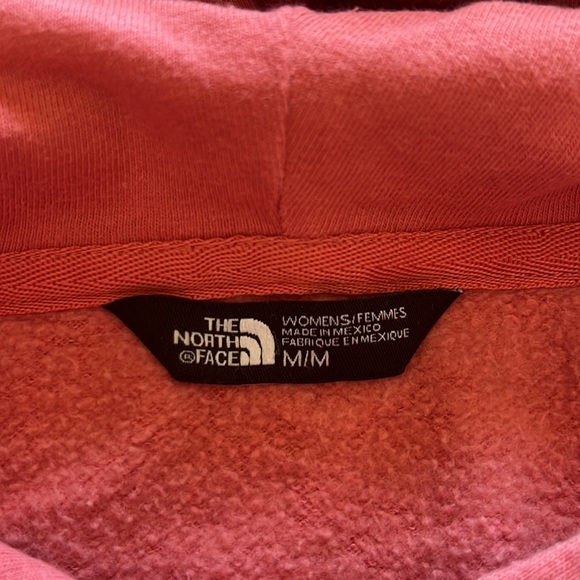 THE
NORTH
FACE
WOMENS/FEMMES
MADE IN MEXICO
FABRIQUE EN MEXIQUE
M/M